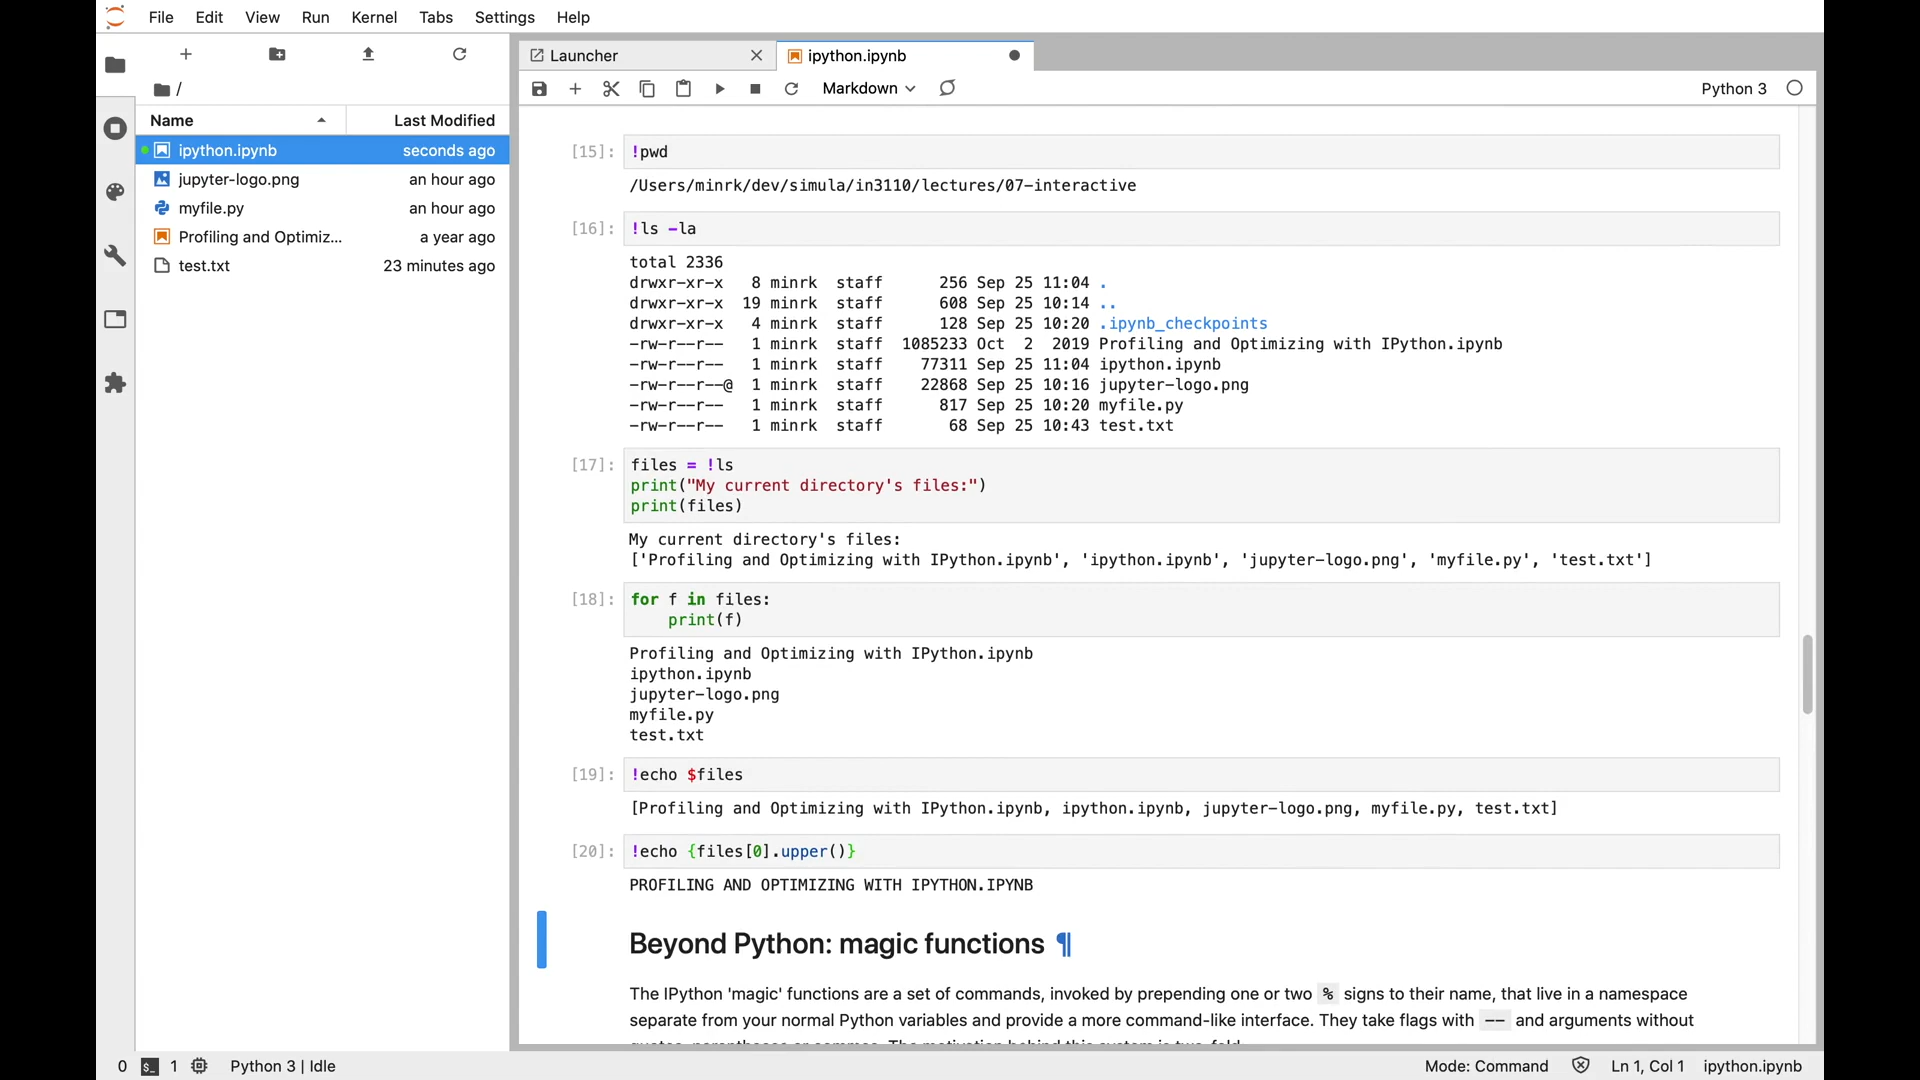 File Edit View Run Kernel Tabs Settings Help
/
Name Last Modified
ipython.ipynb seconds ago
jupyter-logo.png an hour ago
myfile.py an hour ago
Profiling and Optimiz... a year ago
test.txt 23 minutes ago
Launcher ipython.ipynb
Markdown Python 3
[15]: !pwd
/Users/minrk/dev/simula/in3110/lectures/07-interactive
[16]: !ls -la
total 2336
drwxr-xr-x 8 minrk staff 256 Sep 25 11:04 .
drwxr-xr-x 19 minrk staff 608 Sep 25 10:14 ..
drwxr-xr-x 4 minrk staff 128 Sep 25 10:20 .ipynb_checkpoints
-rw-r--r-- 1 minrk staff 1085233 Oct 2 2019 Profiling and Optimizing with IPython.ipynb
-rw-r--r-- 1 minrk staff 77311 Sep 25 11:04 ipython.ipynb
-rw-r--r--@ 1 minrk staff 22868 Sep 25 10:16 jupyter-logo.png
-rw-r--r-- 1 minrk staff 817 Sep 25 10:20 myfile.py
-rw-r--r-- 1 minrk staff 68 Sep 25 10:43 test.txt
[17]: files = !ls
print("My current directory's files:")
print(files)
My current directory's files:
['Profiling and Optimizing with IPython.ipynb', 'ipython.ipynb', 'jupyter-logo.png', 'myfile.py', 'test.txt']
[18]: for f in files:
print(f)
Profiling and Optimizing with IPython.ipynb
ipython.ipynb
jupyter-logo.png
myfile.py
test.txt
[19]: !echo $files
[Profiling and Optimizing with IPython.ipynb, ipython.ipynb, jupyter-logo.png, myfile.py, test.txt]
[20]: !echo {files[0].upper()}
PROFILING AND OPTIMIZING WITH IPYTHON.IPYNB
Beyond Python: magic functions ¶
The IPython 'magic' functions are a set of commands, invoked by prepending one or two % signs to their name, that live in a namespace
separate from your normal Python variables and provide a more command-like interface. They take flags with -- and arguments without
quotes, parentheses or commas. The motivation behind this system is two-fold
0 $_ 1 Python 3 | Idle Mode: Command Ln 1, Col 1 ipython.ipynb